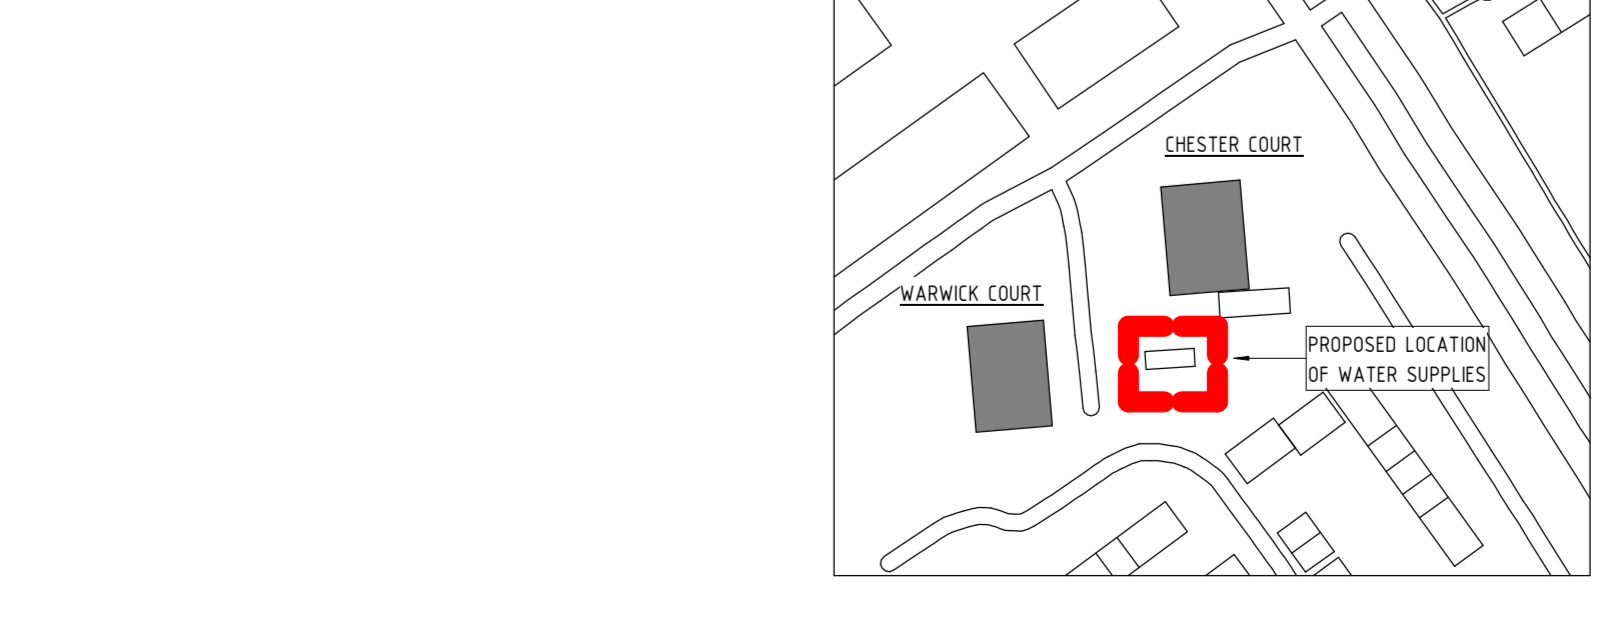 CHESTER COURT
WARWICK COURT
PROPOSED LOCATION
OF WATER SUPPLIES